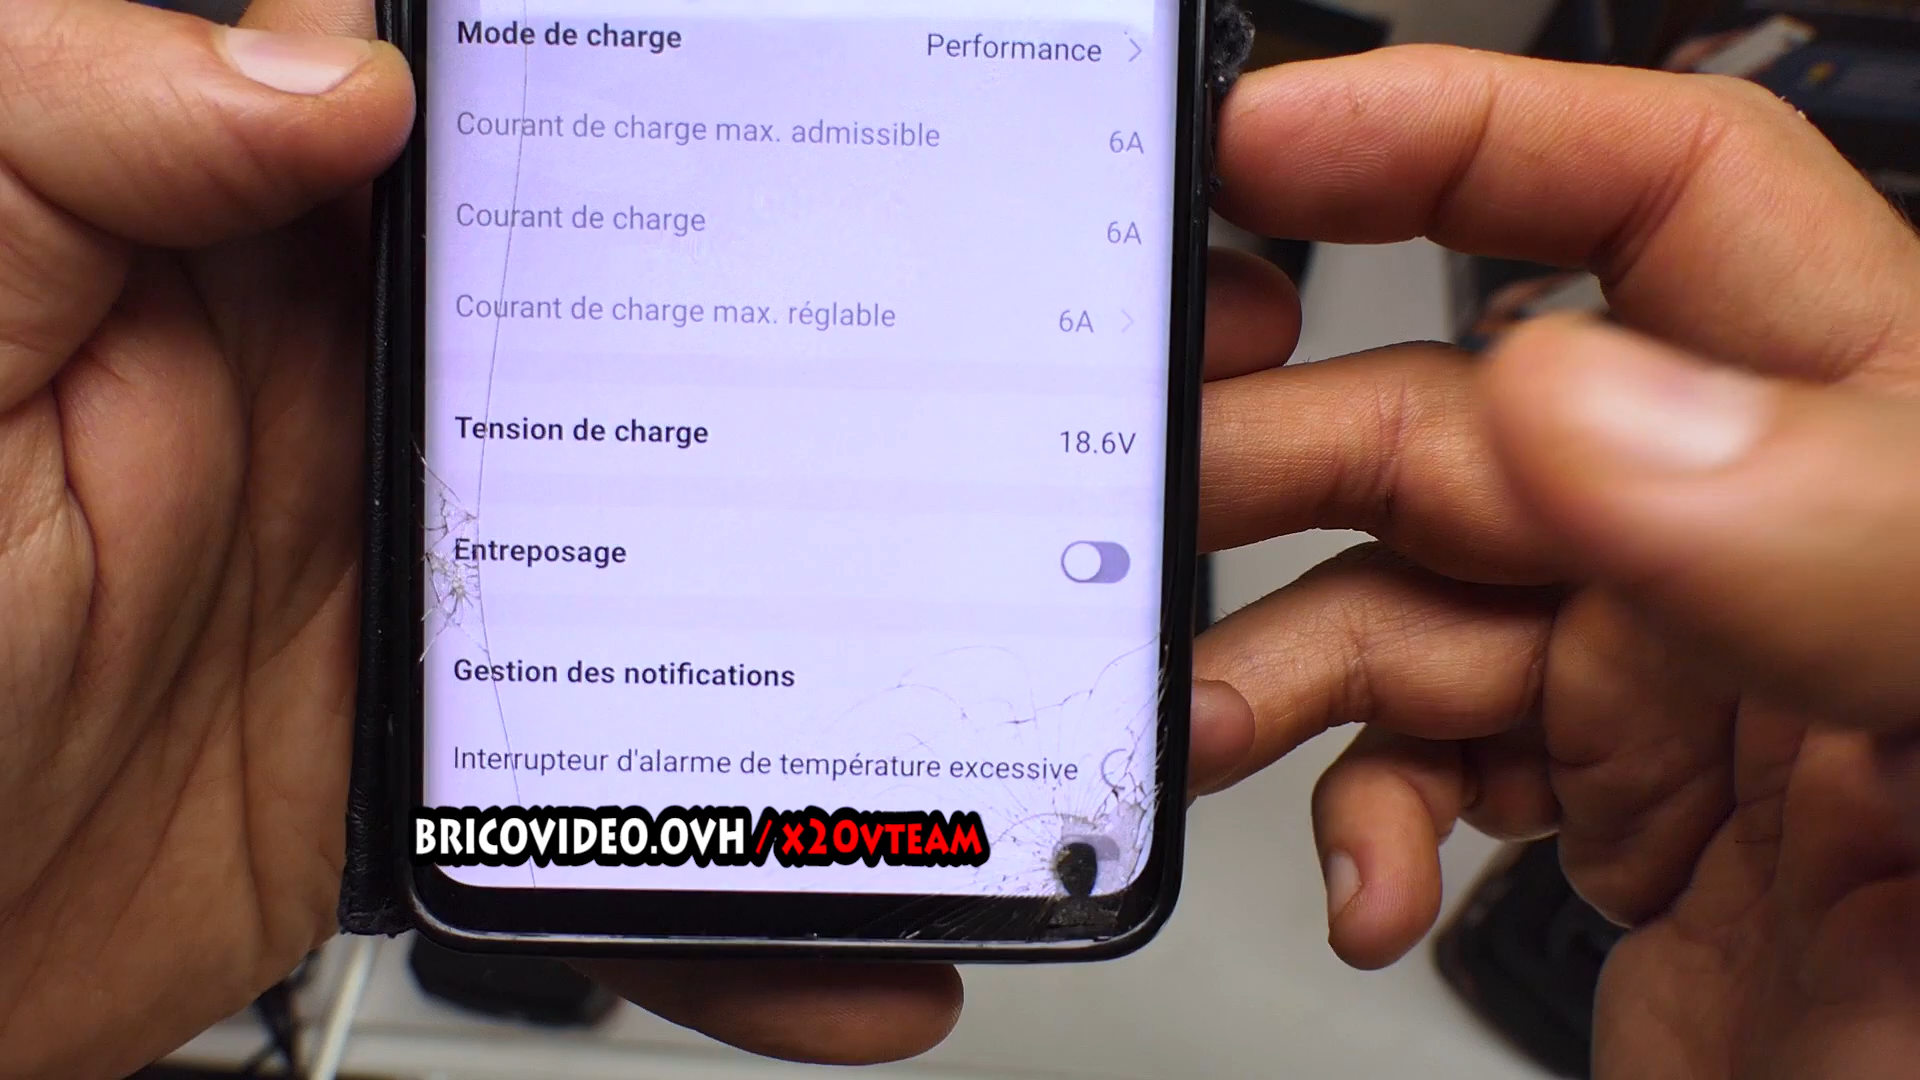 Mode de charge
Performance
Courant de charge max. admissible
6A
Courant de charge
6A
Courant de charge max. réglable
6A
Tension de charge
18.6V
Entreposage
Gestion des notifications
Interrupteur d'alarme de température excessive
BRICOVIDEO.OVH/X20VTEAM